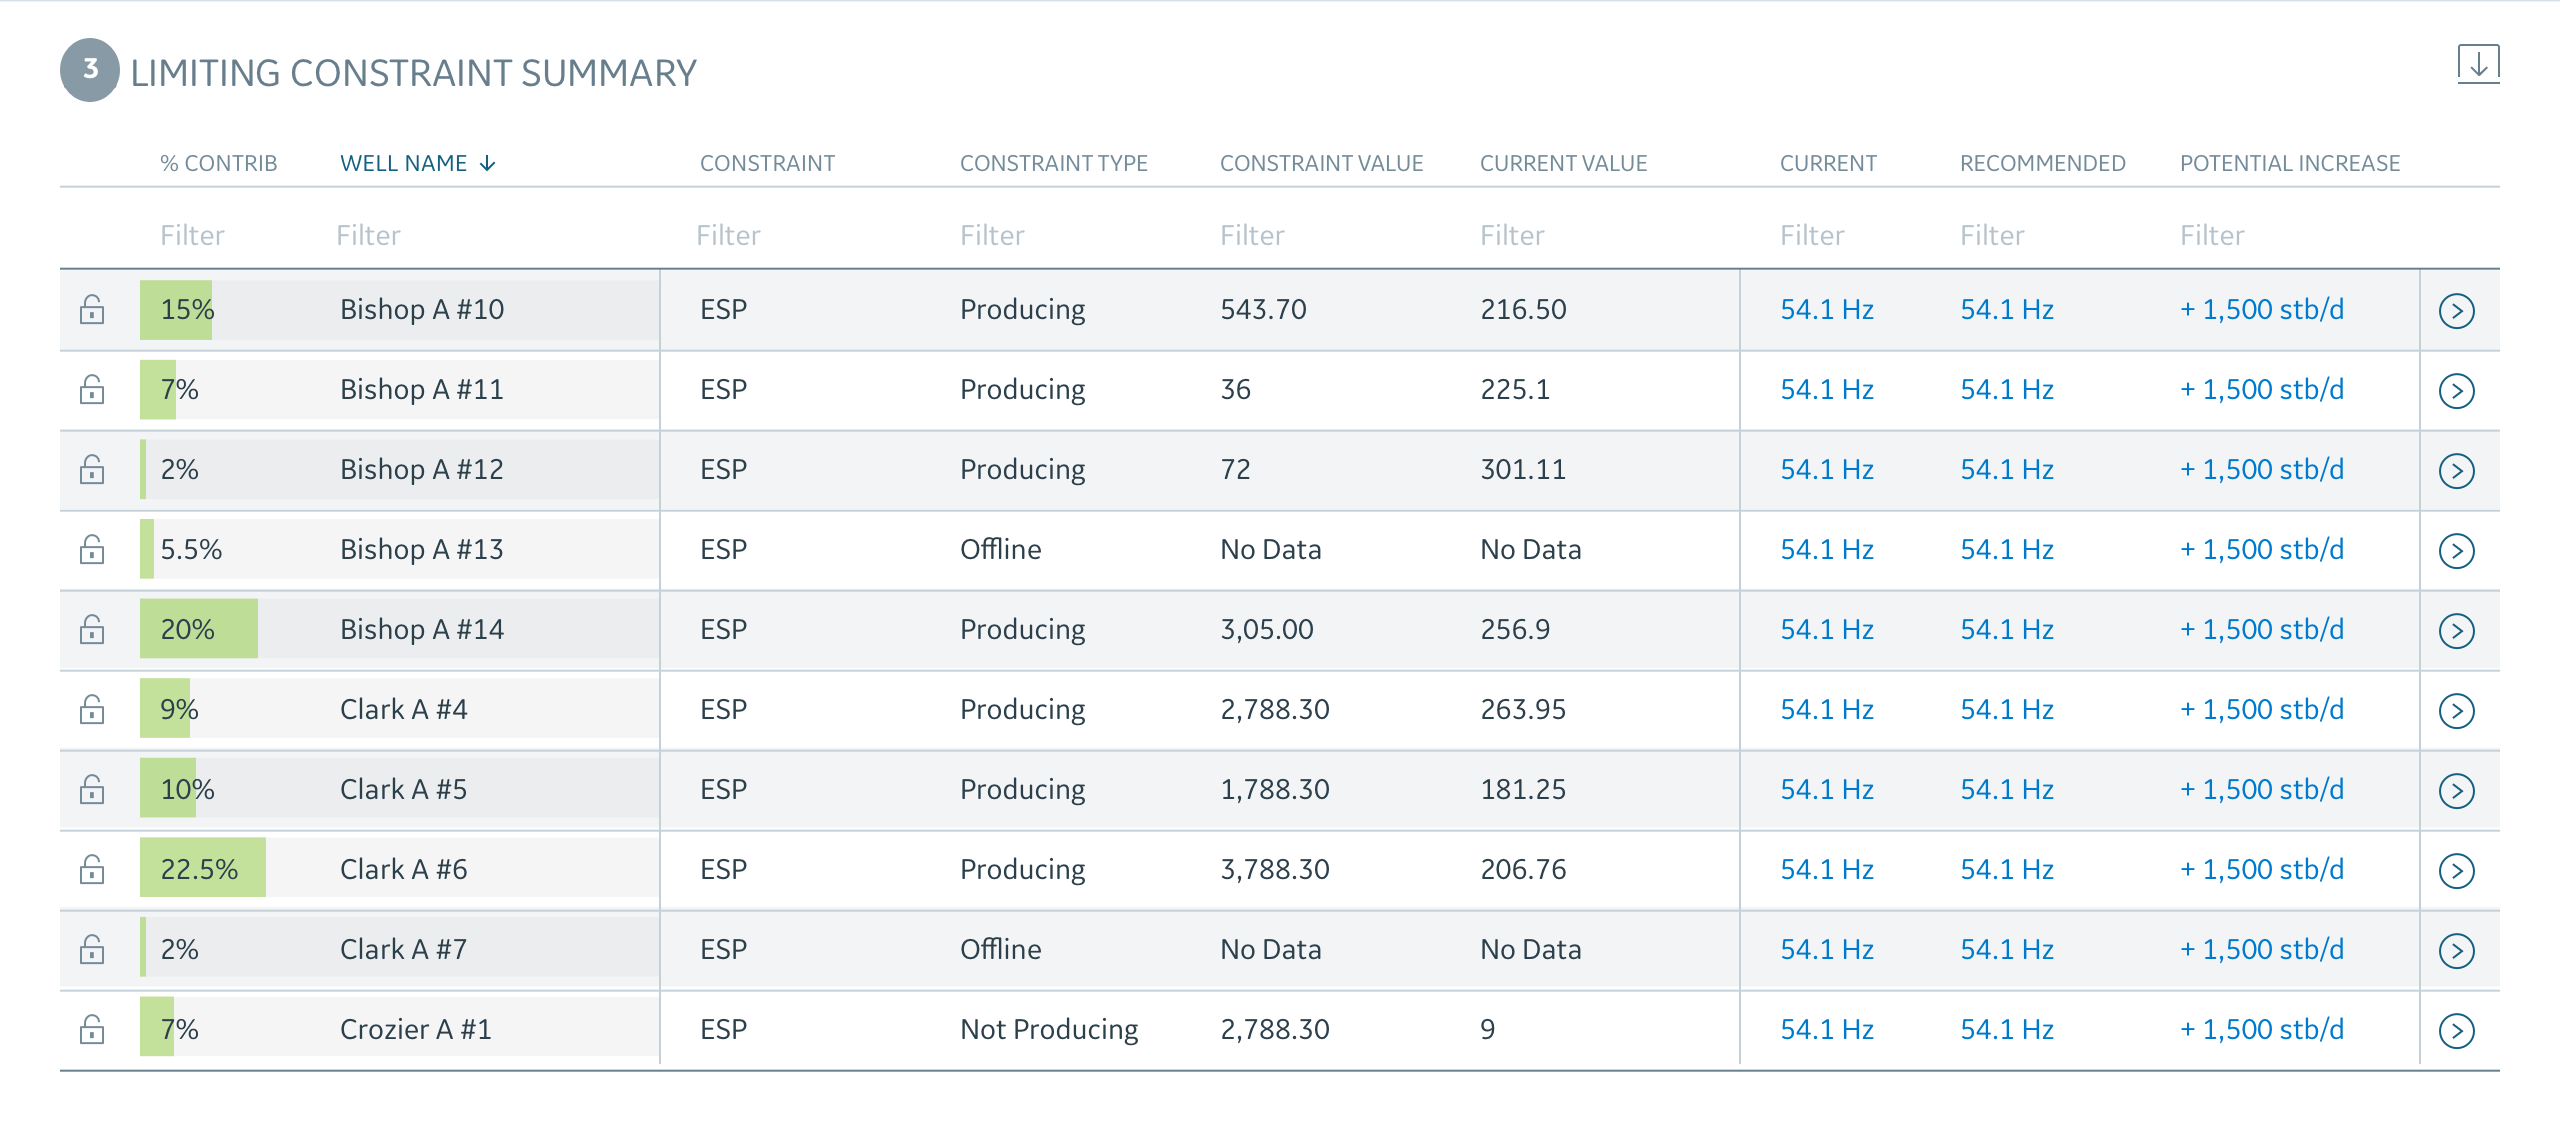 3 LIMITING CONSTRAINT SUMMARY
% CONTRIB WELL NAME CONSTRAINT CONSTRAINT TYPE CONSTRAINT VALUE CURRENT VALUE CURRENT RECOMMENDED POTENTIAL INCREASE
Filter Filter Filter Filter Filter Filter Filter Filter Filter
15% Bishop A #10 ESP Producing 543.70 216.50 54.1 Hz 54.1 Hz + 1,500 stb/d
7% Bishop A #11 ESP Producing 36 225.1 54.1 Hz 54.1 Hz + 1,500 stb/d
2% Bishop A #12 ESP Producing 72 301.11 54.1 Hz 54.1 Hz + 1,500 stb/d
5.5% Bishop A #13 ESP Offline No Data No Data 54.1 Hz 54.1 Hz + 1,500 stb/d
20% Bishop A #14 ESP Producing 3,05.00 256.9 54.1 Hz 54.1 Hz + 1,500 stb/d
9% Clark A #4 ESP Producing 2,788.30 263.95 54.1 Hz 54.1 Hz + 1,500 stb/d
10% Clark A #5 ESP Producing 1,788.30 181.25 54.1 Hz 54.1 Hz + 1,500 stb/d
22.5% Clark A #6 ESP Producing 3,788.30 206.76 54.1 Hz 54.1 Hz + 1,500 stb/d
2% Clark A #7 ESP Offline No Data No Data 54.1 Hz 54.1 Hz + 1,500 stb/d
7% Crozier A #1 ESP Not Producing 2,788.30 9 54.1 Hz 54.1 Hz + 1,500 stb/d